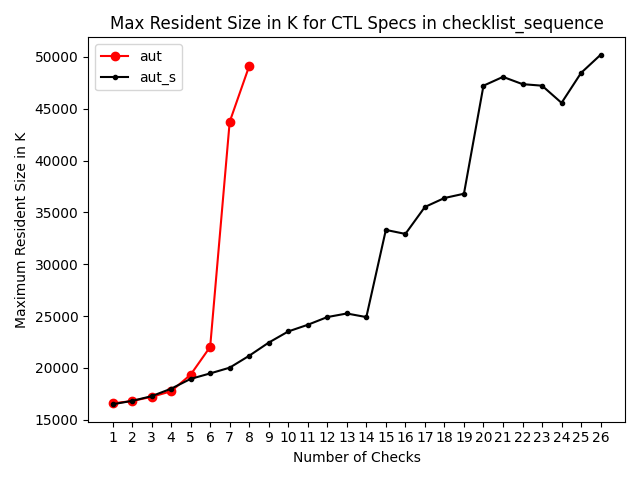 Max Resident Size in K for CTL Specs in checklist_sequence
aut
aut_s
50000
45000
40000
35000
30000
25000
20000
15000
Maximum Resident Size in K
1 2 3 4 5 6 7 8 9 10 11 12 13 14 15 16 17 18 19 20 21 22 23 24 25 26
Number of Checks